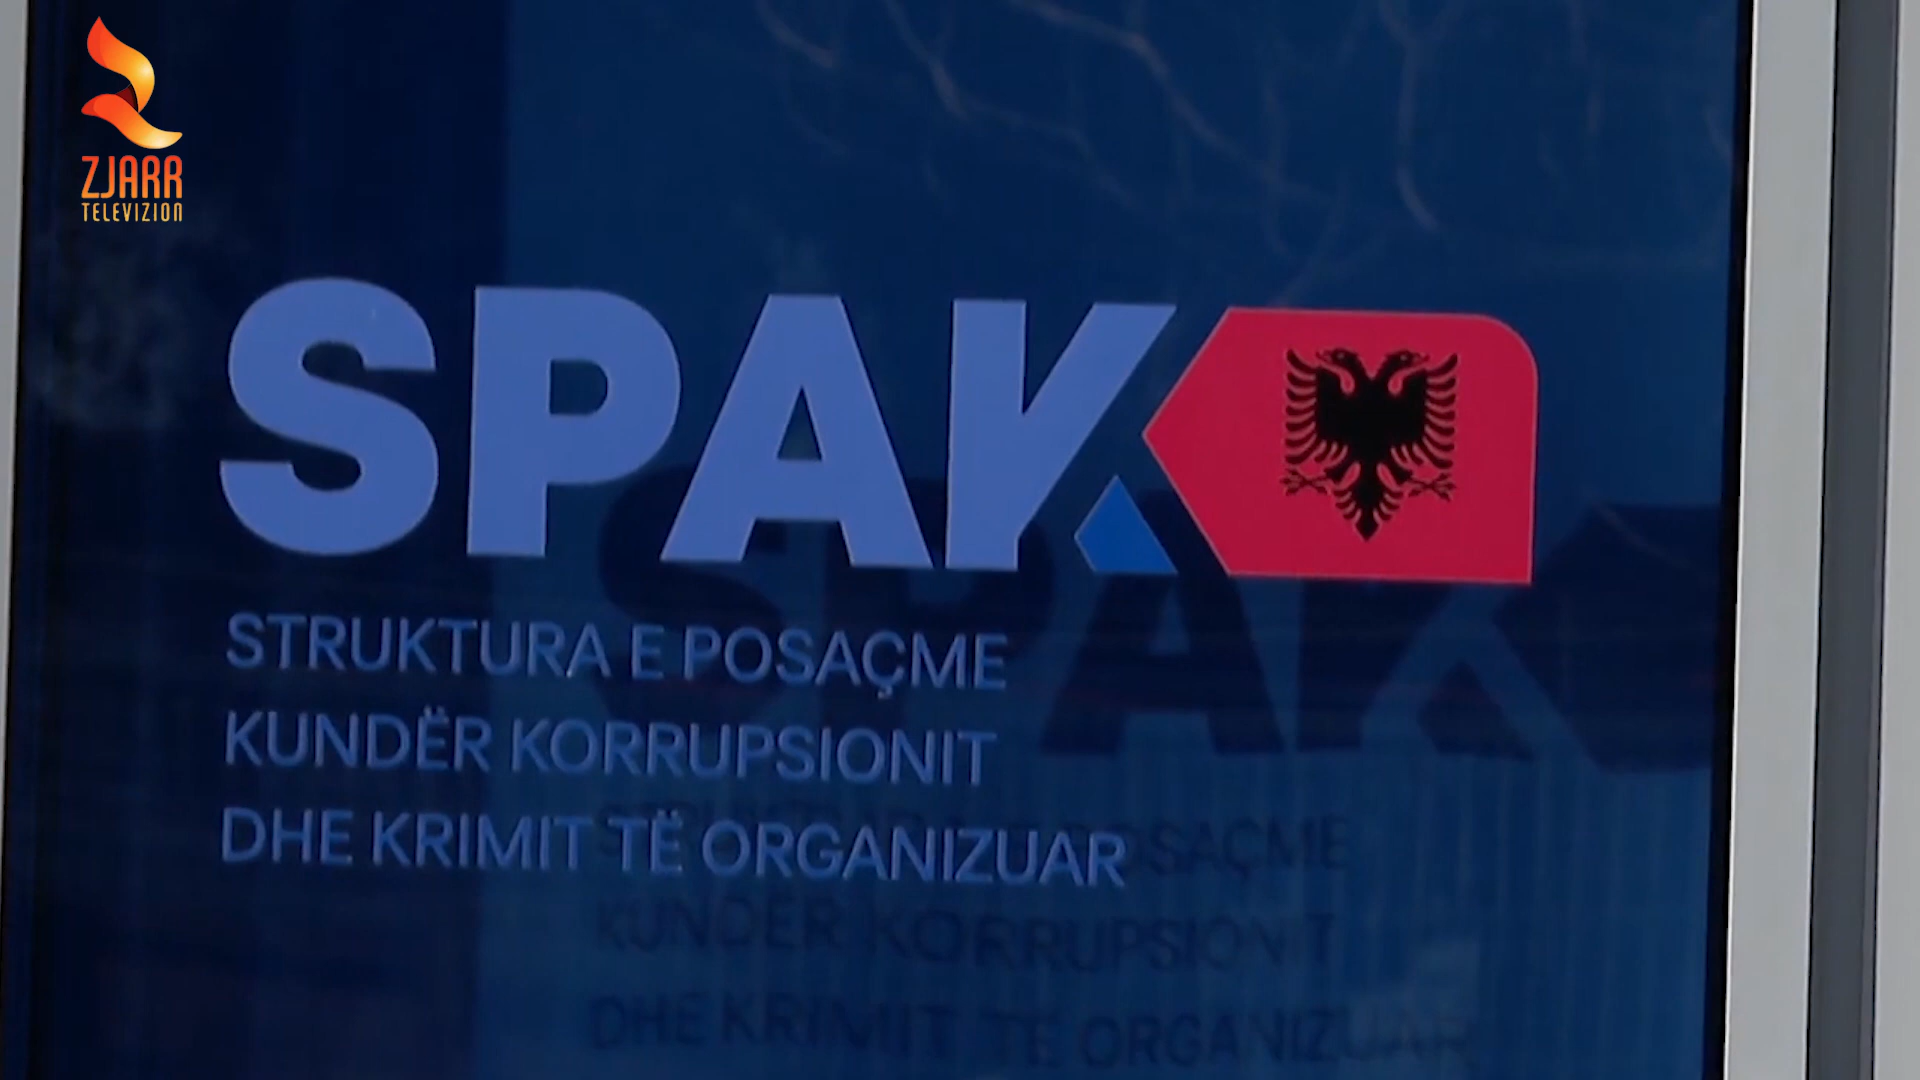 ZJARR
TELEVIZION
SPAK
STRUKTURA E POSAÇME
KUNDËR KORRUPSIONIT
DHE KRIMIT TË ORGANIZUAR